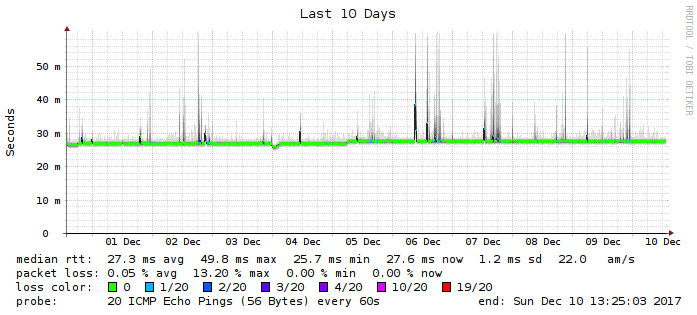 Last 10 Days
RRDTOOL / TOBI OETIKER
Seconds
50 m
40 m
30 m
20 m
10 m
0
01 Dec 02 Dec 03 Dec 04 Dec 05 Dec 06 Dec 07 Dec 08 Dec 09 Dec 10 Dec
median rtt: 27.3 ms avg 49.8 ms max 25.7 ms min 27.6 ms now 1.2 ms sd 22.0 am/s
packet loss: 0.05 % avg 13.20 % max 0.00 % min 0.00 % now
loss color: 0 1/20 2/20 3/20 4/20 10/20 19/20
probe: 20 ICMP Echo Pings (56 Bytes) every 60s end: Sun Dec 10 13:25:03 2017